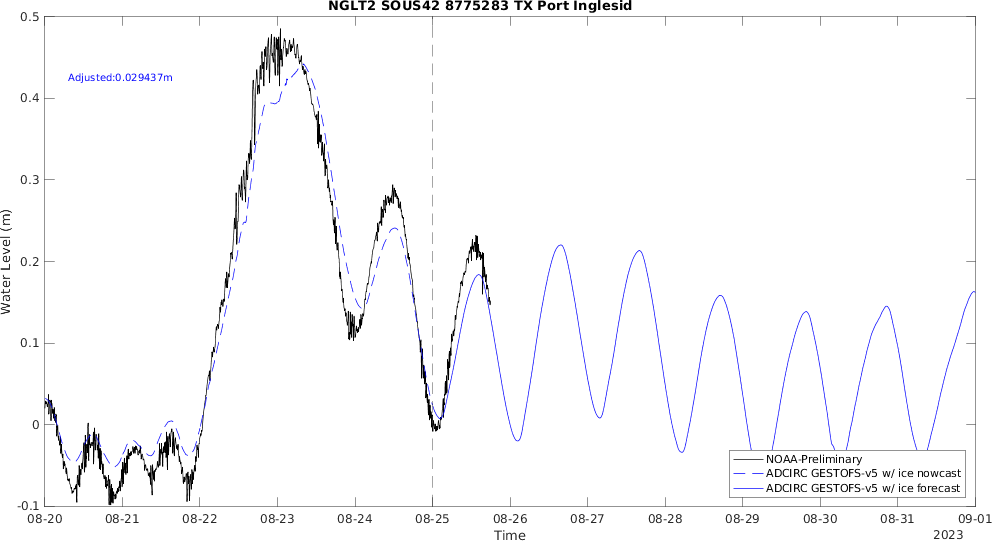 NGLT2 SOUS42 8775283 TX Port Inglesid
Adjusted:0.029437m
Water Level (m)
0.5
0.4
0.3
0.2
0.1
0
-0.1
NOAA-Preliminary
ADCIRC GESTOFS-v5 w/ ice nowcast
ADCIRC GESTOFS-v5 w/ ice forecast
08-20 08-21 08-22 08-23 08-24 08-25 08-26 08-27 08-28 08-29 08-30 08-31 09-01
Time
2023